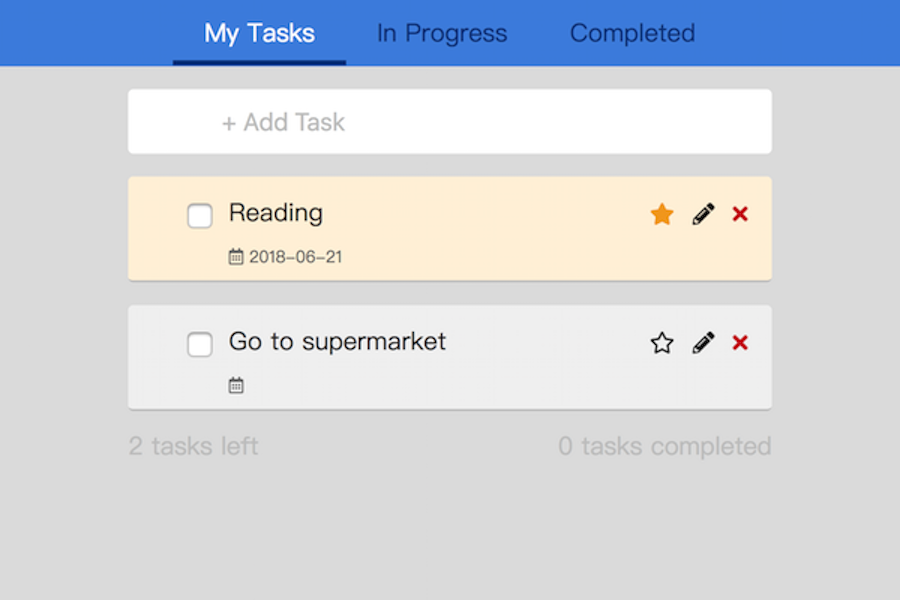 My Tasks In Progress Completed
+ Add Task
Reading
2018-06-21
Go to supermarket
2 tasks left 0 tasks completed